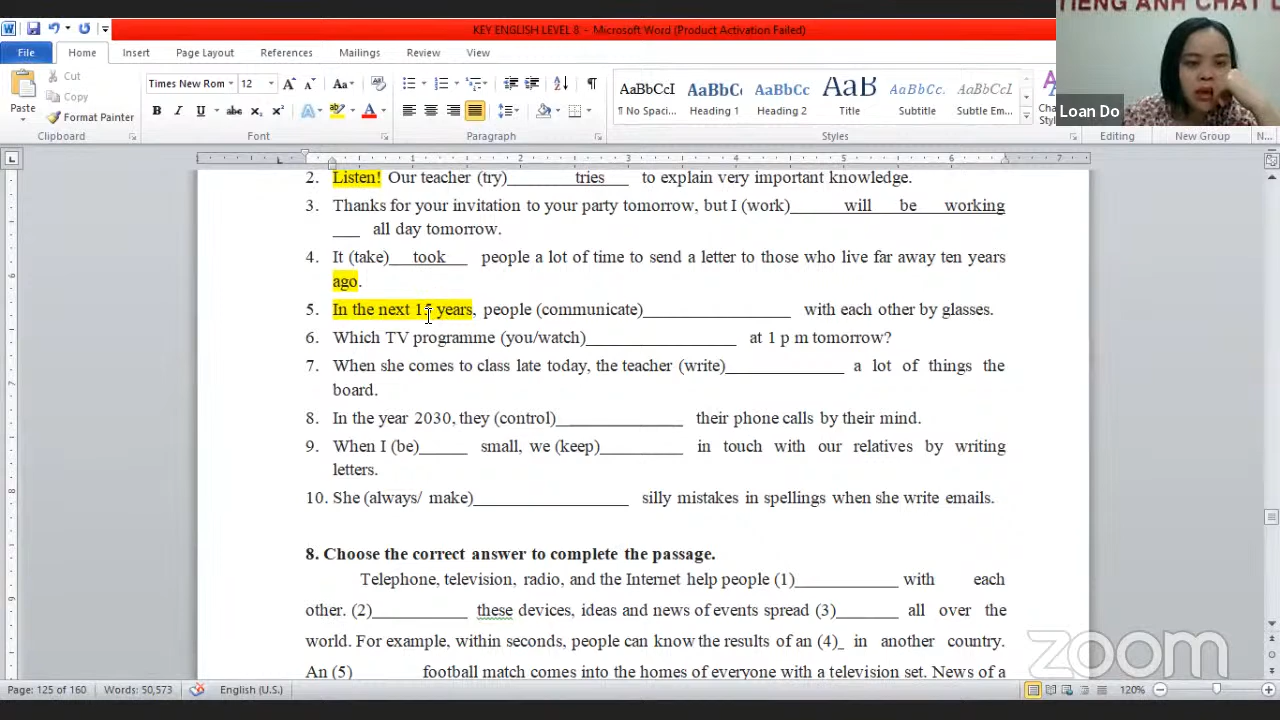 KEY ENGLISH LEVEL 8 - Microsoft Word (Product Activation Failed)
TIẾNG ANH CHẤT
File Home Insert Page Layout References Mailings Review View
Cut
Copy
Paste
Format Painter
Times New Rom 12
AaBbCcI AaBbC( AaBbCc AaB AaBbCc. AaBbCcI
¶ No Spaci... Heading 1 Heading 2 Title Subtitle Subtle Em...
Loan Do
Clipboard Font Paragraph Styles Editing New Group
2. Listen! Our teacher (try)________tries___ to explain very important knowledge.
3. Thanks for your invitation to your party tomorrow, but I (work)______will be working
___ all day tomorrow.
4. It (take)___took___ people a lot of time to send a letter to those who live far away ten years
ago.
5. In the next 15 years, people (communicate)_________________ with each other by glasses.
6. Which TV programme (you/watch)_________________ at 1 p m tomorrow?
7. When she comes to class late today, the teacher (write)______________ a lot of things the
board.
8. In the year 2030, they (control)______________ their phone calls by their mind.
9. When I (be)______ small, we (keep)__________ in touch with our relatives by writing
letters.
10. She (always/ make)__________________ silly mistakes in spellings when she write emails.
8. Choose the correct answer to complete the passage.
Telephone, television, radio, and the Internet help people (1)____________ with each
other. (2)___________ these devices, ideas and news of events spread (3)_______ all over the
world. For example, within seconds, people can know the results of an (4)_ in another country.
An (5)________ football match comes into the homes of everyone with a television set. News of a
zoom
Page: 125 of 160 Words: 50,573 English (U.S.) 120%